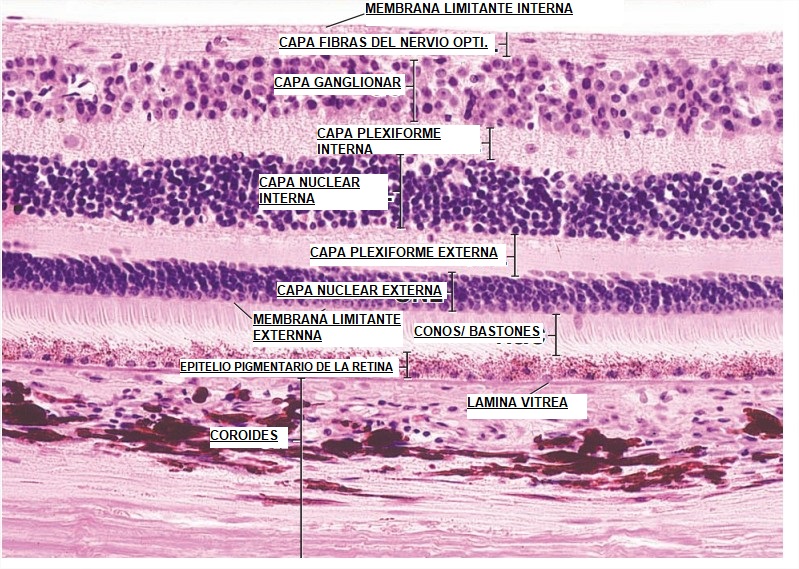 MEMBRANA LIMITANTE INTERNA
CAPA FIBRAS DEL NERVIO OPTI.
CAPA GANGLIONAR
CAPA PLEXIFORME
INTERNA
CAPA NUCLEAR
INTERNA
CAPA PLEXIFORME EXTERNA
CAPA NUCLEAR EXTERNA
MEMBRANA LIMITANTE
EXTERNNA
CONOS/ BASTONES
EPITELIO PIGMENTARIO DE LA RETINA
LAMINA VITREA
COROIDES